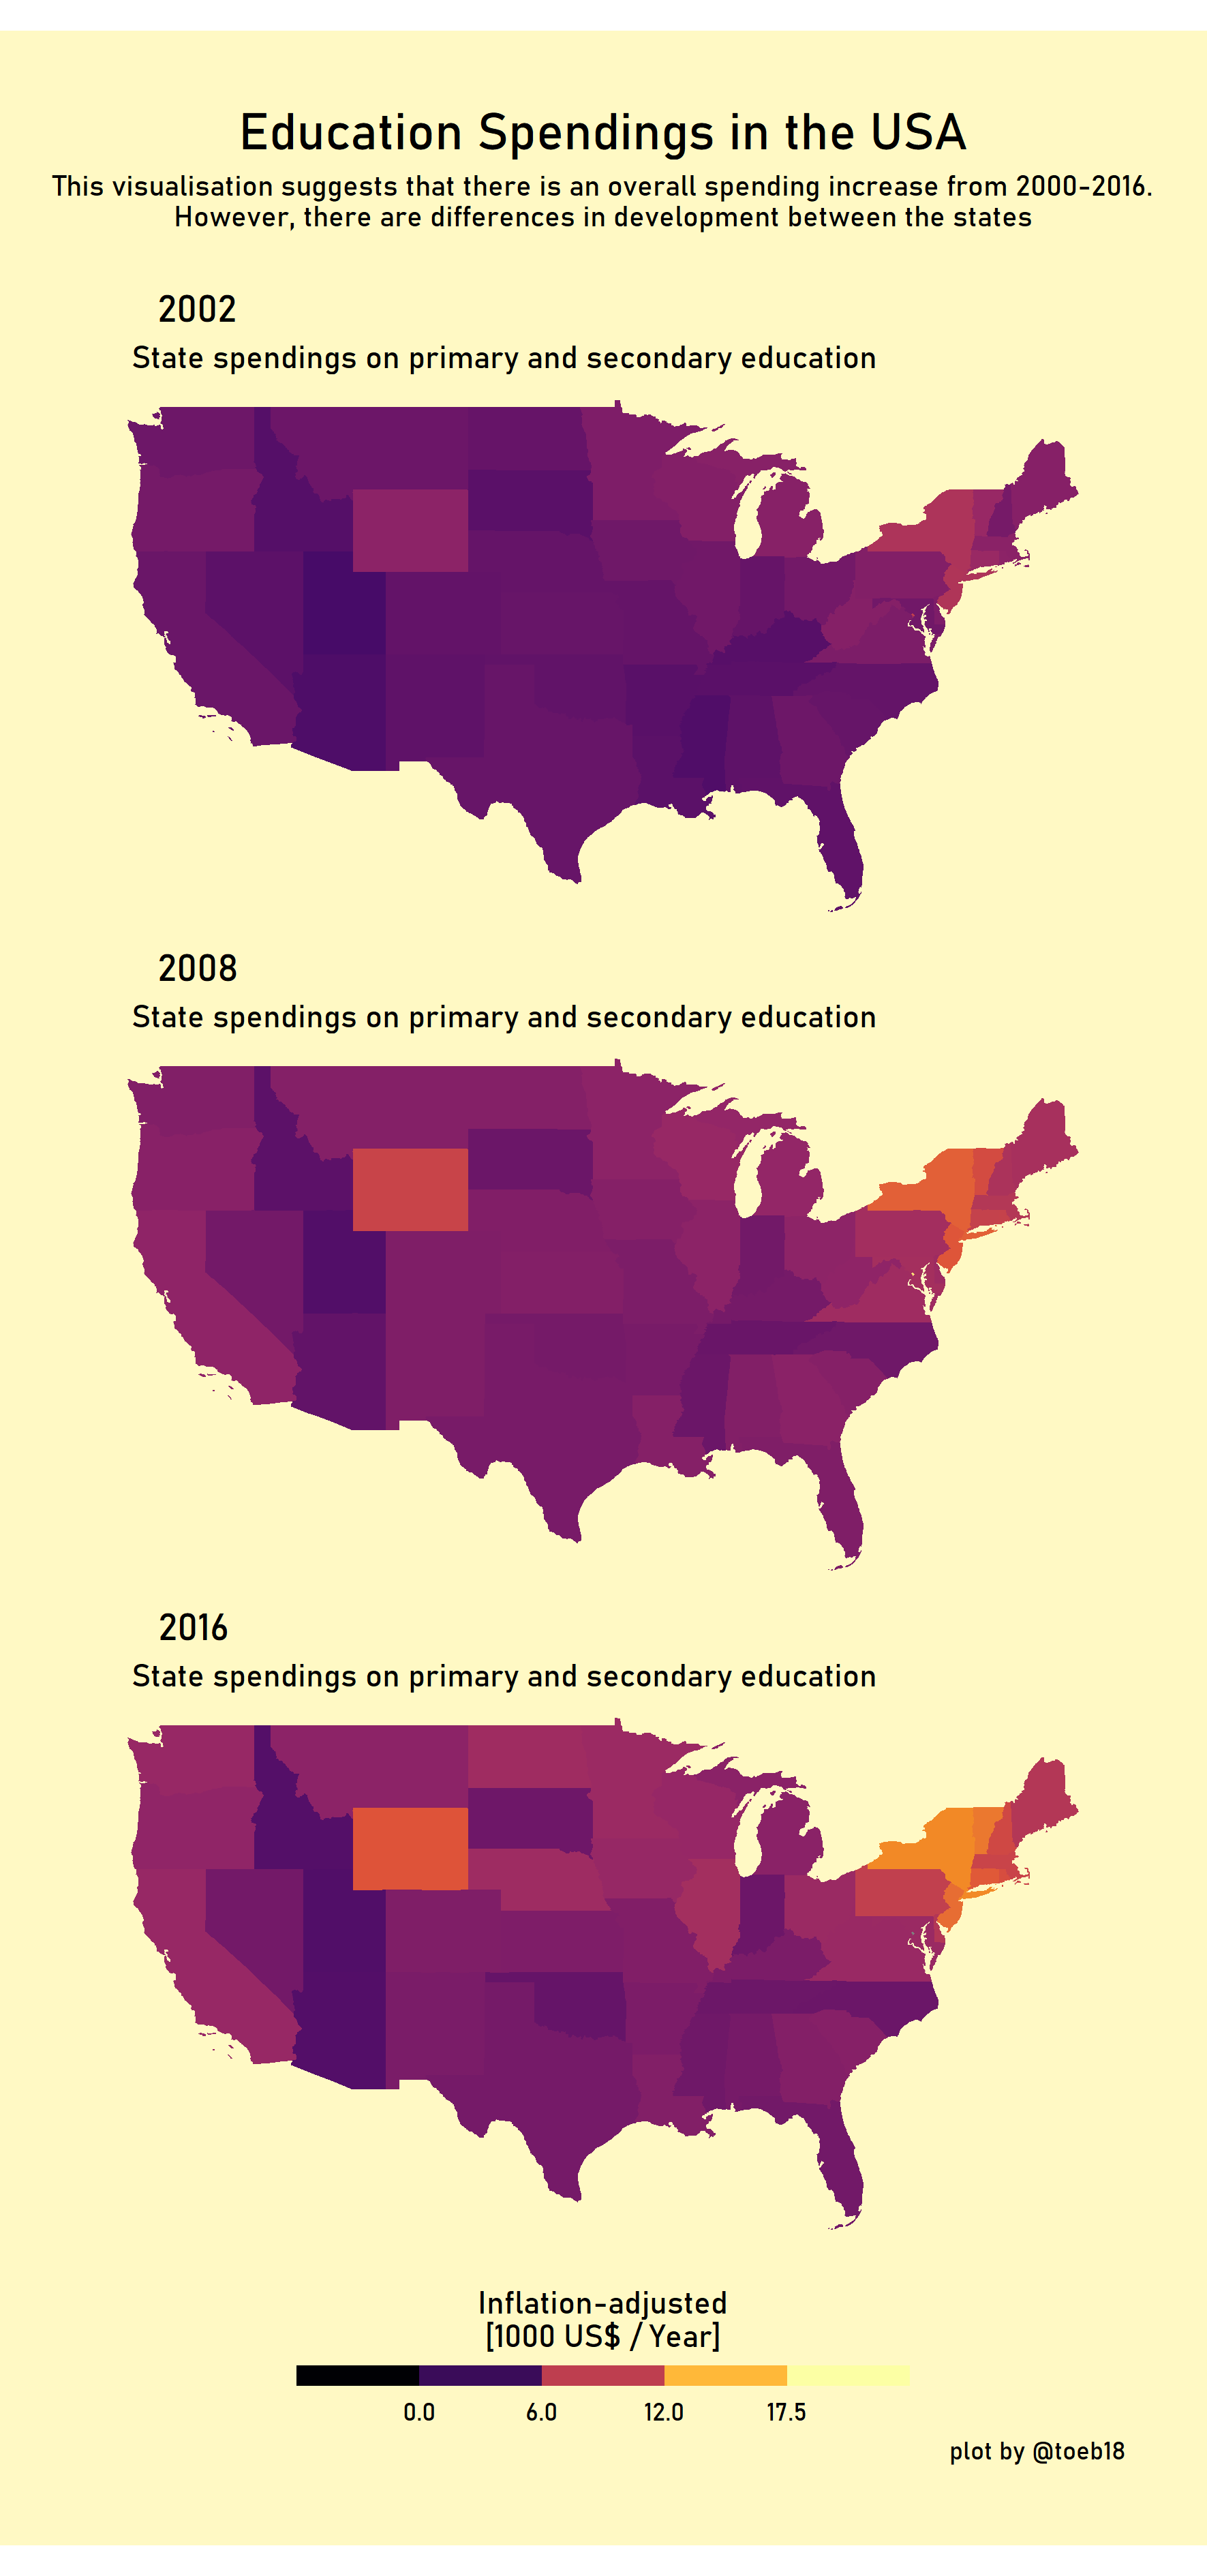 Education Spendings in the USA
This visualisation suggests that there is an overall spending increase from 2000-2016.
However, there are differences in development between the states
2002
State spendings on primary and secondary education
2008
State spendings on primary and secondary education
2016
State spendings on primary and secondary education
Inflation-adjusted
[1000 US$ / Year]
0.0 6.0 12.0 17.5
plot by @toeb18